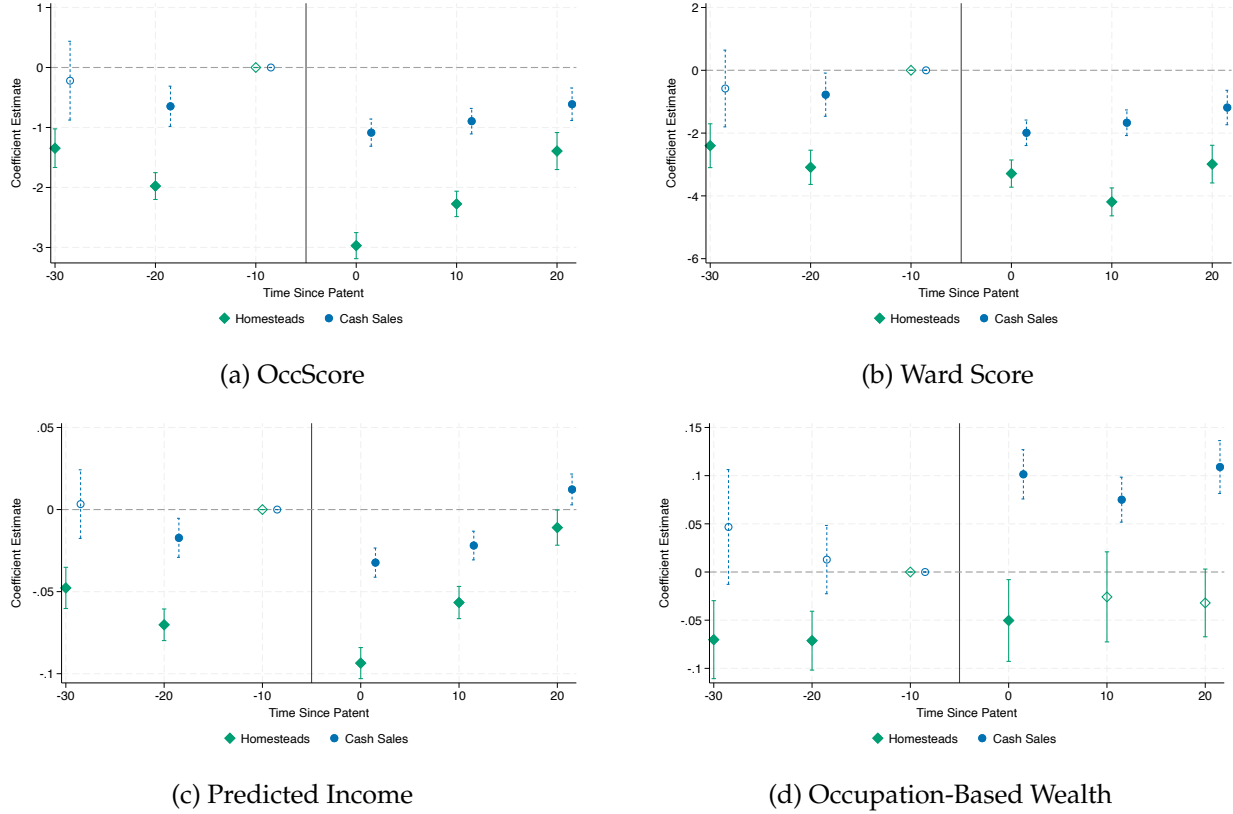 1
0
-1
-2
-3
Coefficient Estimate
-30 -20 -10 0 10 20
Time Since Patent
Homesteads Cash Sales
(a) OccScore
2
0
-2
-4
-6
Coefficient Estimate
-30 -20 -10 0 10 20
Time Since Patent
Homesteads Cash Sales
(b) Ward Score
.05
0
-.05
-.1
Coefficient Estimate
-30 -20 -10 0 10 20
Time Since Patent
Homesteads Cash Sales
(c) Predicted Income
.15
.1
.05
0
-.05
-.1
Coefficient Estimate
-30 -20 -10 0 10 20
Time Since Patent
Homesteads Cash Sales
(d) Occupation-Based Wealth